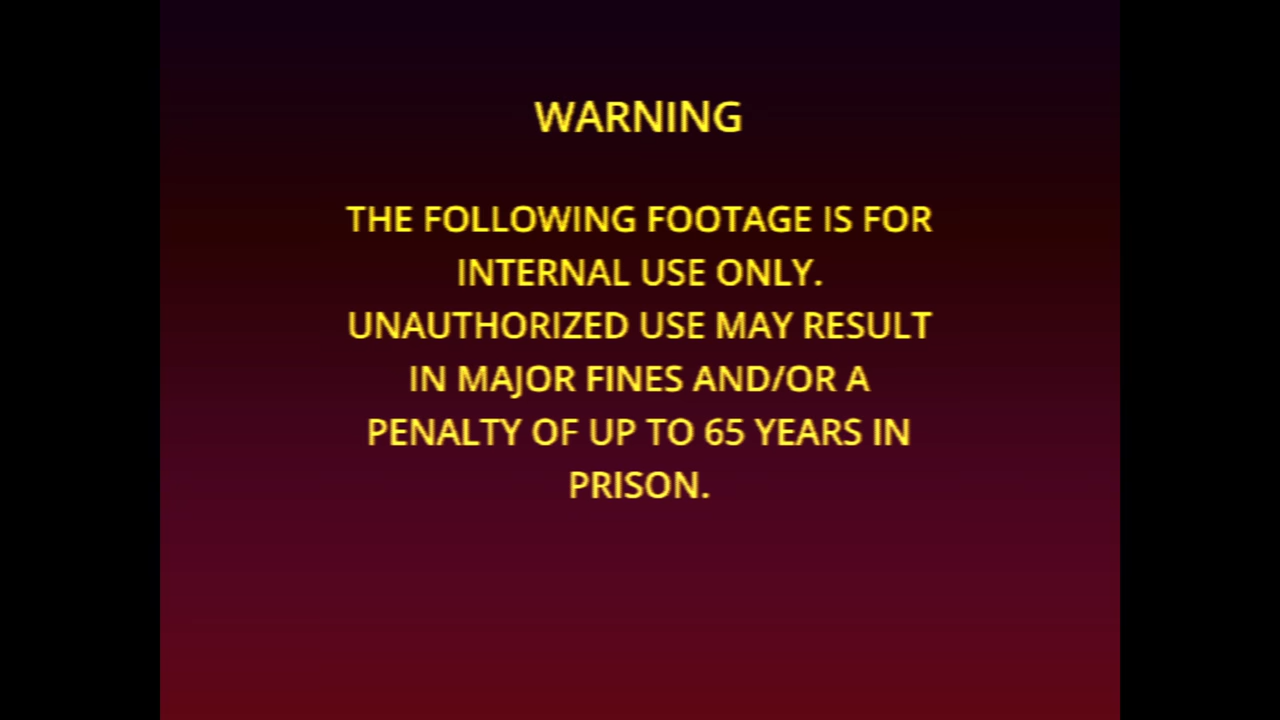 WARNING
THE FOLLOWING FOOTAGE IS FOR
INTERNAL USE ONLY.
UNAUTHORIZED USE MAY RESULT
IN MAJOR FINES AND/OR A
PENALTY OF UP TO 65 YEARS IN
PRISON.